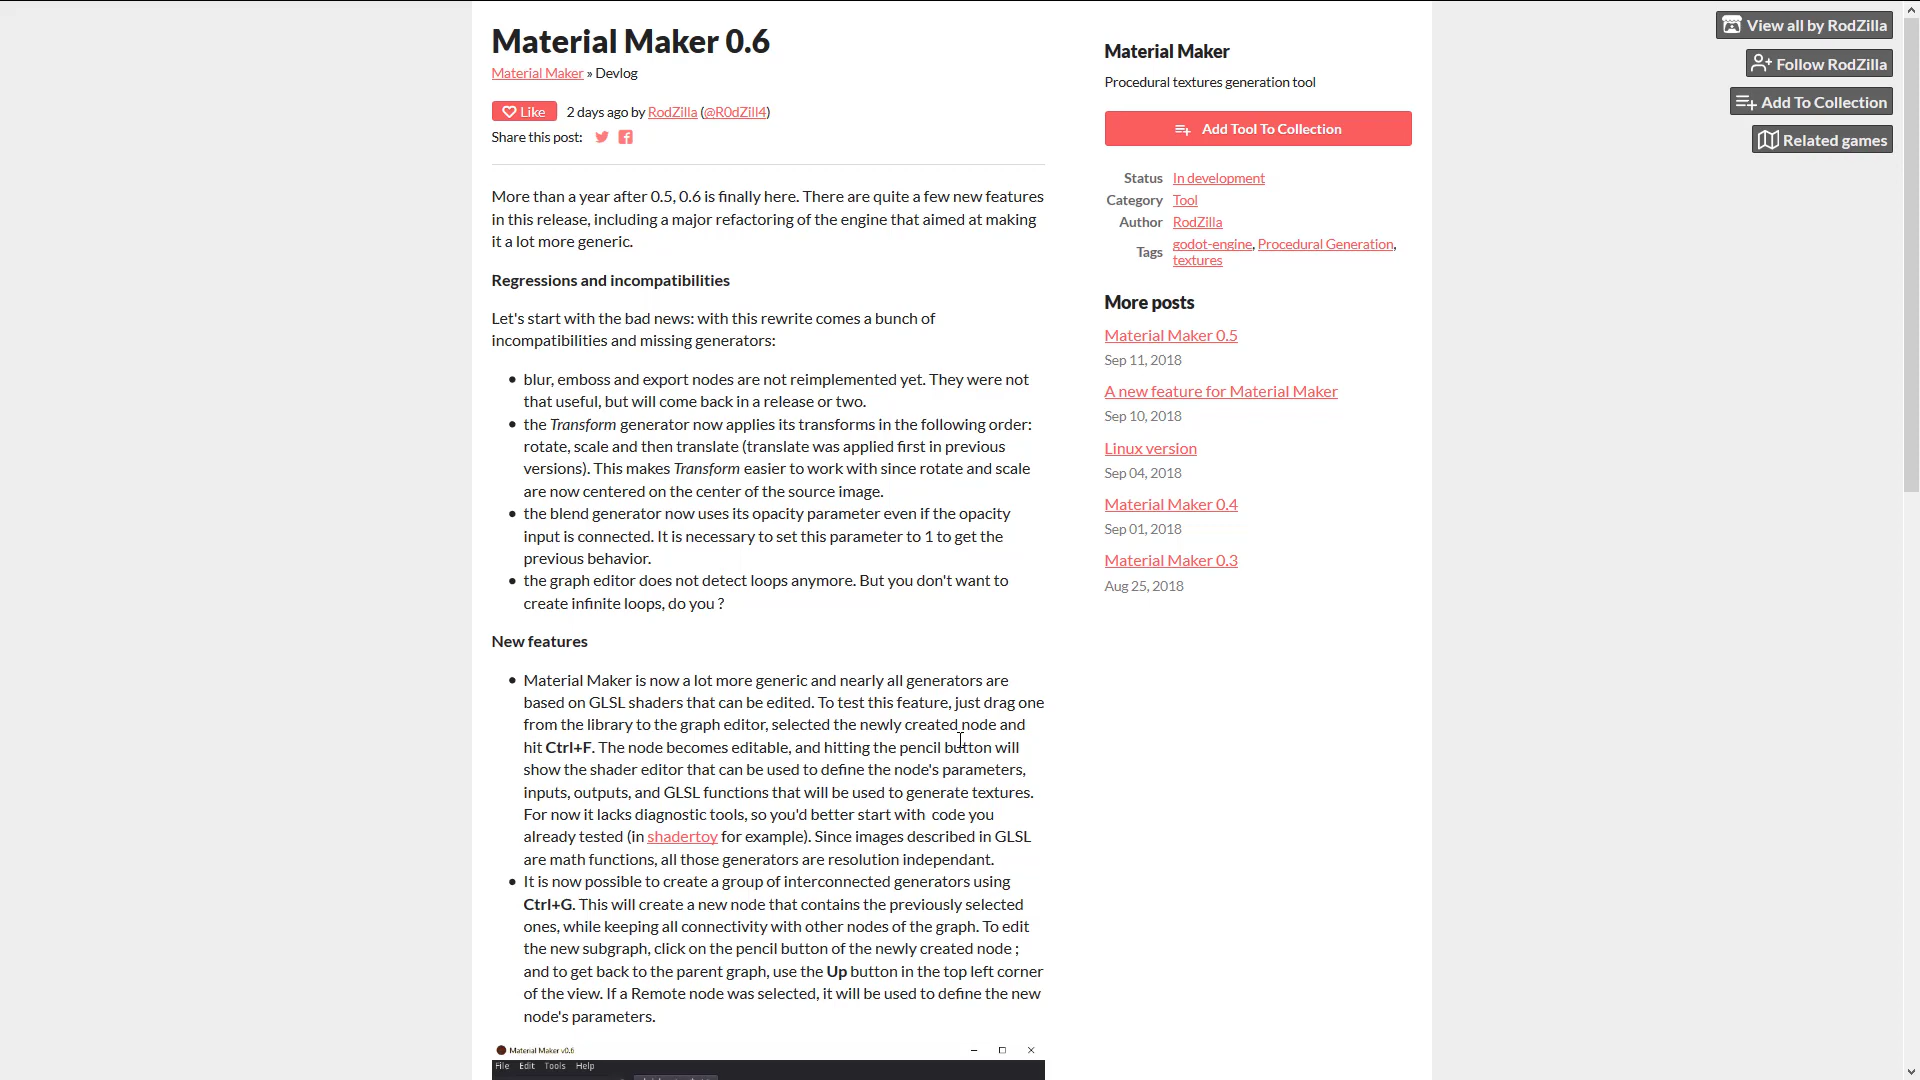 Material Maker 0.6
Material Maker » Devlog
Like 2 days ago by RodZilla (@R0dZill4)
Share this post:
More than a year after 0.5, 0.6 is finally here. There are quite a few new features
in this release, including a major refactoring of the engine that aimed at making
it a lot more generic.
Regressions and incompatibilities
Let's start with the bad news: with this rewrite comes a bunch of
incompatibilities and missing generators:
• blur, emboss and export nodes are not reimplemented yet. They were not
that useful, but will come back in a release or two.
• the Transform generator now applies its transforms in the following order:
rotate, scale and then translate (translate was applied first in previous
versions). This makes Transform easier to work with since rotate and scale
are now centered on the center of the source image.
• the blend generator now uses its opacity parameter even if the opacity
input is connected. It is necessary to set this parameter to 1 to get the
previous behavior.
• the graph editor does not detect loops anymore. But you don't want to
create infinite loops, do you ?
New features
• Material Maker is now a lot more generic and nearly all generators are
based on GLSL shaders that can be edited. To test this feature, just drag one
from the library to the graph editor, selected the newly created node and
hit Ctrl+F. The node becomes editable, and hitting the pencil button will
show the shader editor that can be used to define the node's parameters,
inputs, outputs, and GLSL functions that will be used to generate textures.
For now it lacks diagnostic tools, so you'd better start with code you
already tested (in shadertoy for example). Since images described in GLSL
are math functions, all those generators are resolution independant.
• It is now possible to create a group of interconnected generators using
Ctrl+G. This will create a new node that contains the previously selected
ones, while keeping all connectivity with other nodes of the graph. To edit
the new subgraph, click on the pencil button of the newly created node ;
and to get back to the parent graph, use the Up button in the top left corner
of the view. If a Remote node was selected, it will be used to define the new
node's parameters.
Material Maker v0.6
File Edit Tools Help
Material Maker
Procedural textures generation tool
Add Tool To Collection
Status In development
Category Tool
Author RodZilla
Tags godot-engine, Procedural Generation,
textures
More posts
Material Maker 0.5
Sep 11, 2018
A new feature for Material Maker
Sep 10, 2018
Linux version
Sep 04, 2018
Material Maker 0.4
Sep 01, 2018
Material Maker 0.3
Aug 25, 2018
View all by RodZilla
Follow RodZilla
Add To Collection
Related games